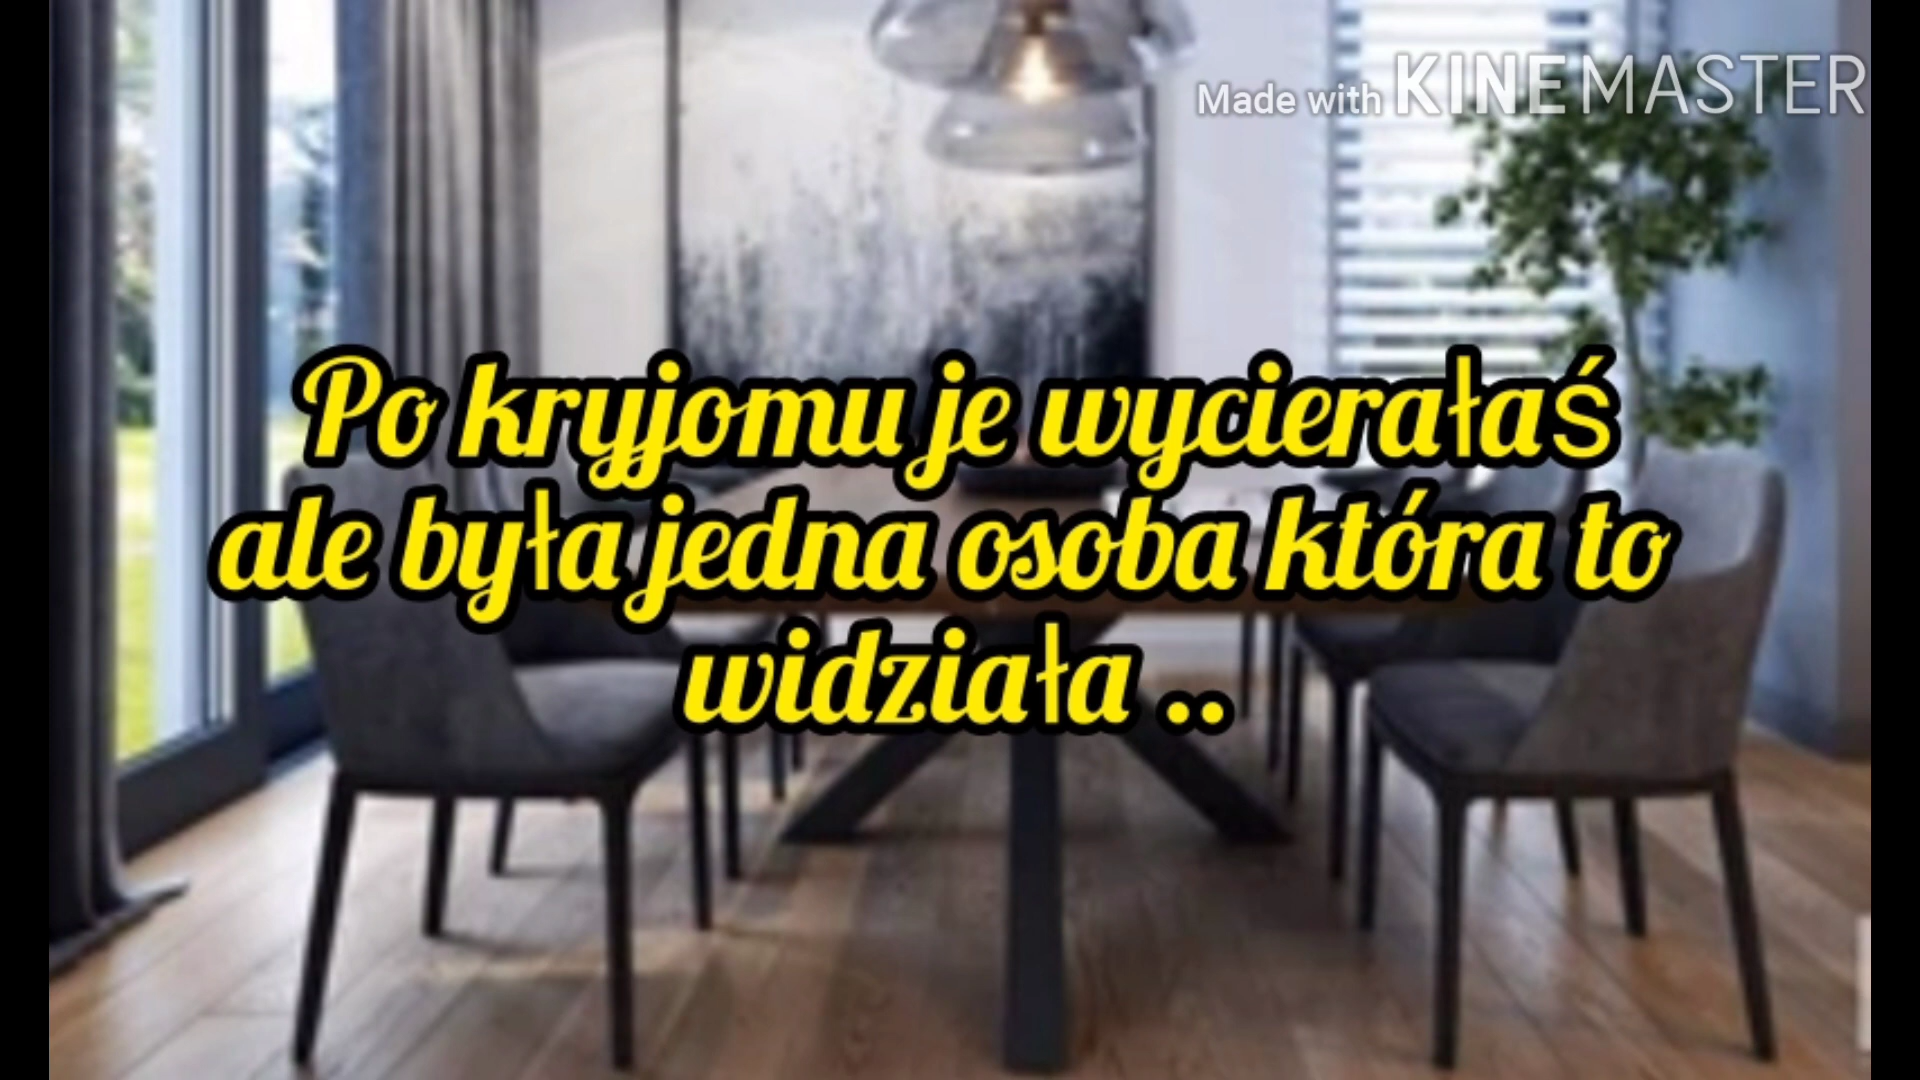 Made with KINEMASTER
Po kryjomu je wycierałaś
ale była jedna osoba która to
widziała ..